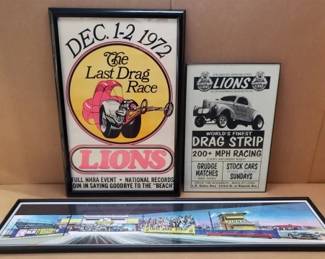 DEC. 1-2 1972
The
Last Drag
Race
LIONS
FULL NHRA EVENT • NATIONAL RECORDS
JOIN IN SAYING GOODBYE TO THE "BEACH"
LIONS
WORLD'S FINEST
DRAG STRIP
200+ MPH RACING
GRUDGE
MATCHES
STOCK CARS
SUNDAYS